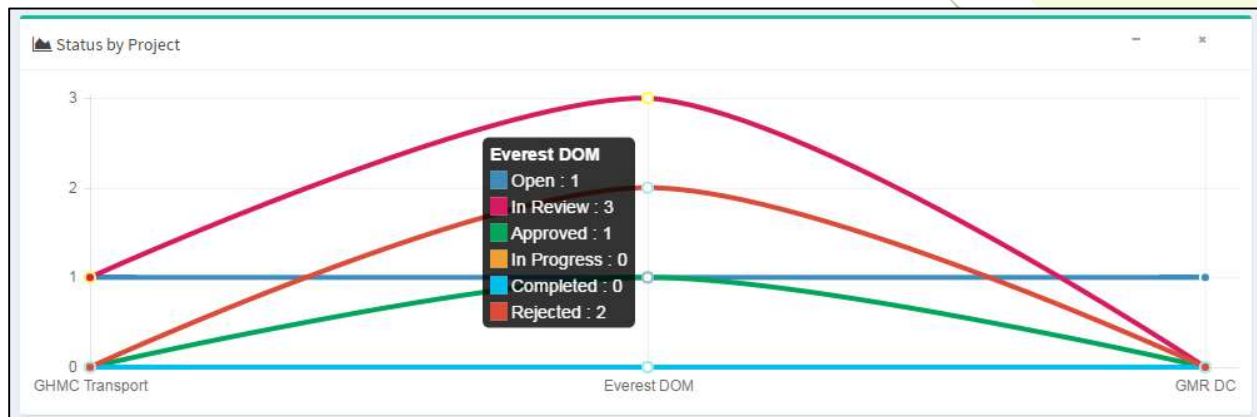 Status by Project
3
2
1
0
Everest DOM
Open : 1
In Review : 3
Approved : 1
In Progress : 0
Completed : 0
Rejected : 2
GHMC Transport
Everest DOM
GMR DC